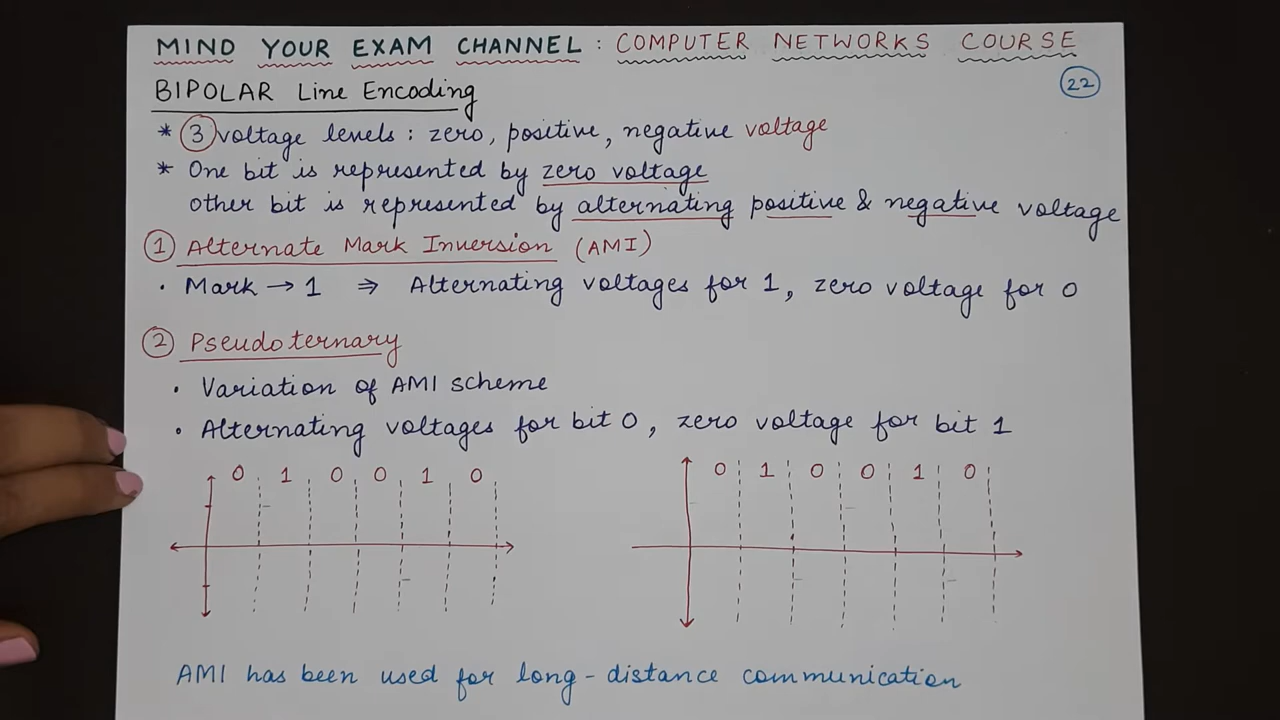 MIND YOUR EXAM CHANNEL : COMPUTER NETWORKS COURSE
22
BIPOLAR Line Encoding
* 3 voltage levels : zero, positive, negative voltage
* One bit is represented by zero voltage
other bit is represented by alternating positive & negative voltage
1 Alternate Mark Inversion (AMI)
• Mark → 1 ⇒ Alternating voltages for 1, zero voltage for 0
2 Pseudoternary
• Variation of AMI scheme
• Alternating voltages for bit 0, zero voltage for bit 1
0 1 0 0 1 0
0 1 0 0 1 0
AMI has been used for long-distance communication